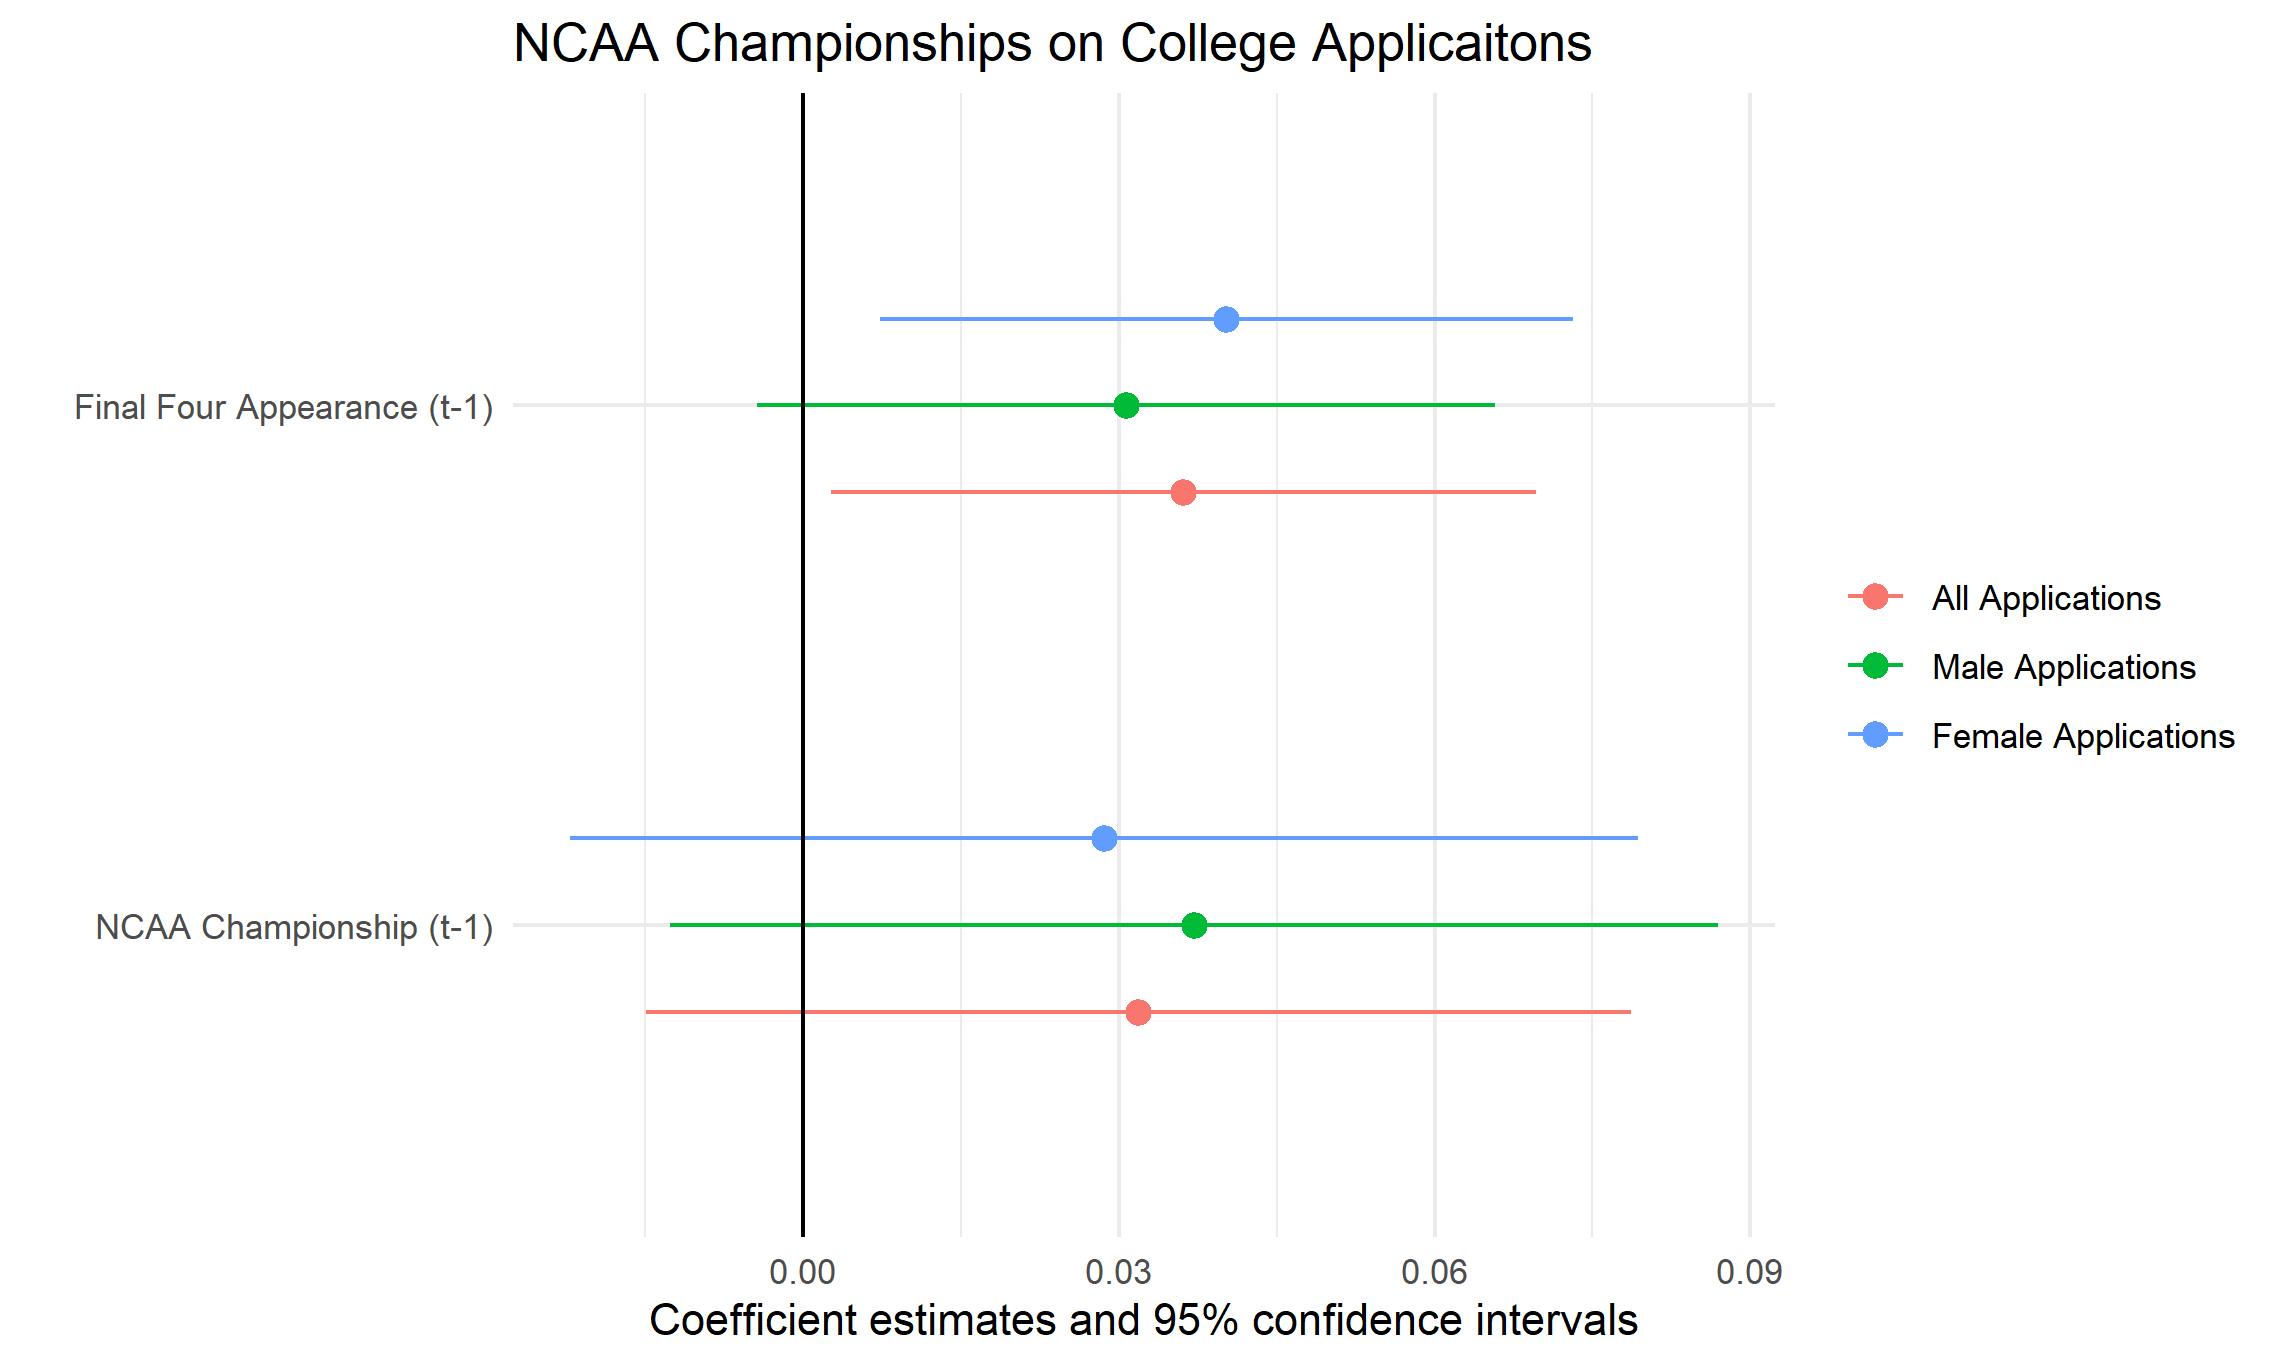 NCAA Championships on College Applicaitons
Final Four Appearance (t-1)
NCAA Championship (t-1)
All Applications
Male Applications
Female Applications
0.00 0.03 0.06 0.09
Coefficient estimates and 95% confidence intervals